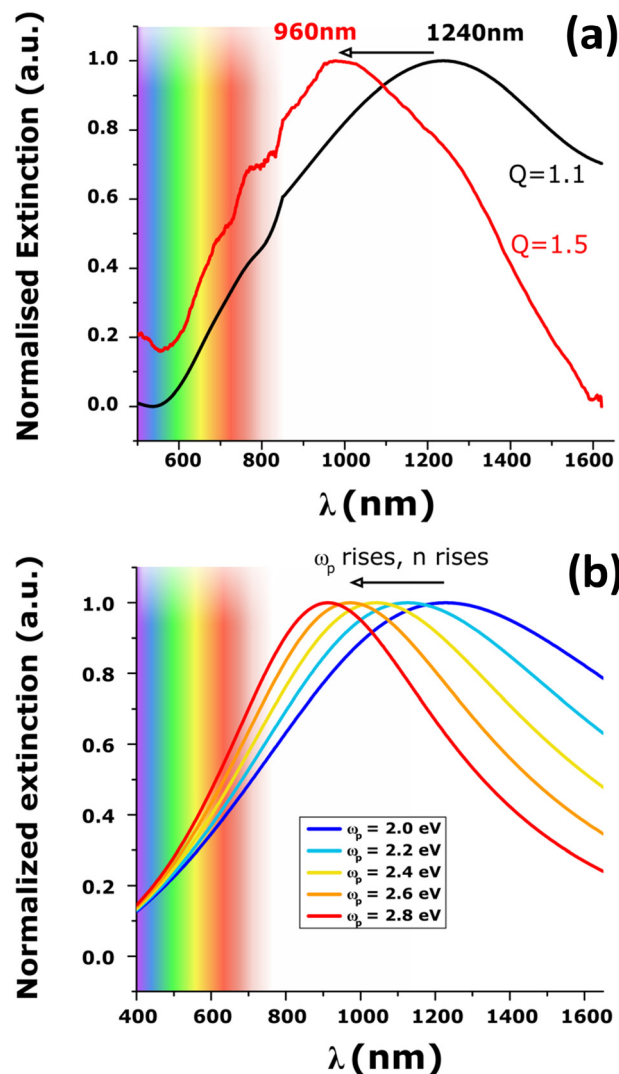 960nm 1240nm (a)
1.0
0.8
0.6
0.4
0.2
0.0
Normalised Extinction (a.u.)
Q=1.1
Q=1.5
600 800 1000 1200 1400 1600
λ (nm)
ωp rises, n rises (b)
1.0
0.8
0.6
0.4
0.2
0.0
Normalized extinction (a.u.)
ωp = 2.0 eV
ωp = 2.2 eV
ωp = 2.4 eV
ωp = 2.6 eV
ωp = 2.8 eV
400 600 800 1000 1200 1400 1600
λ (nm)